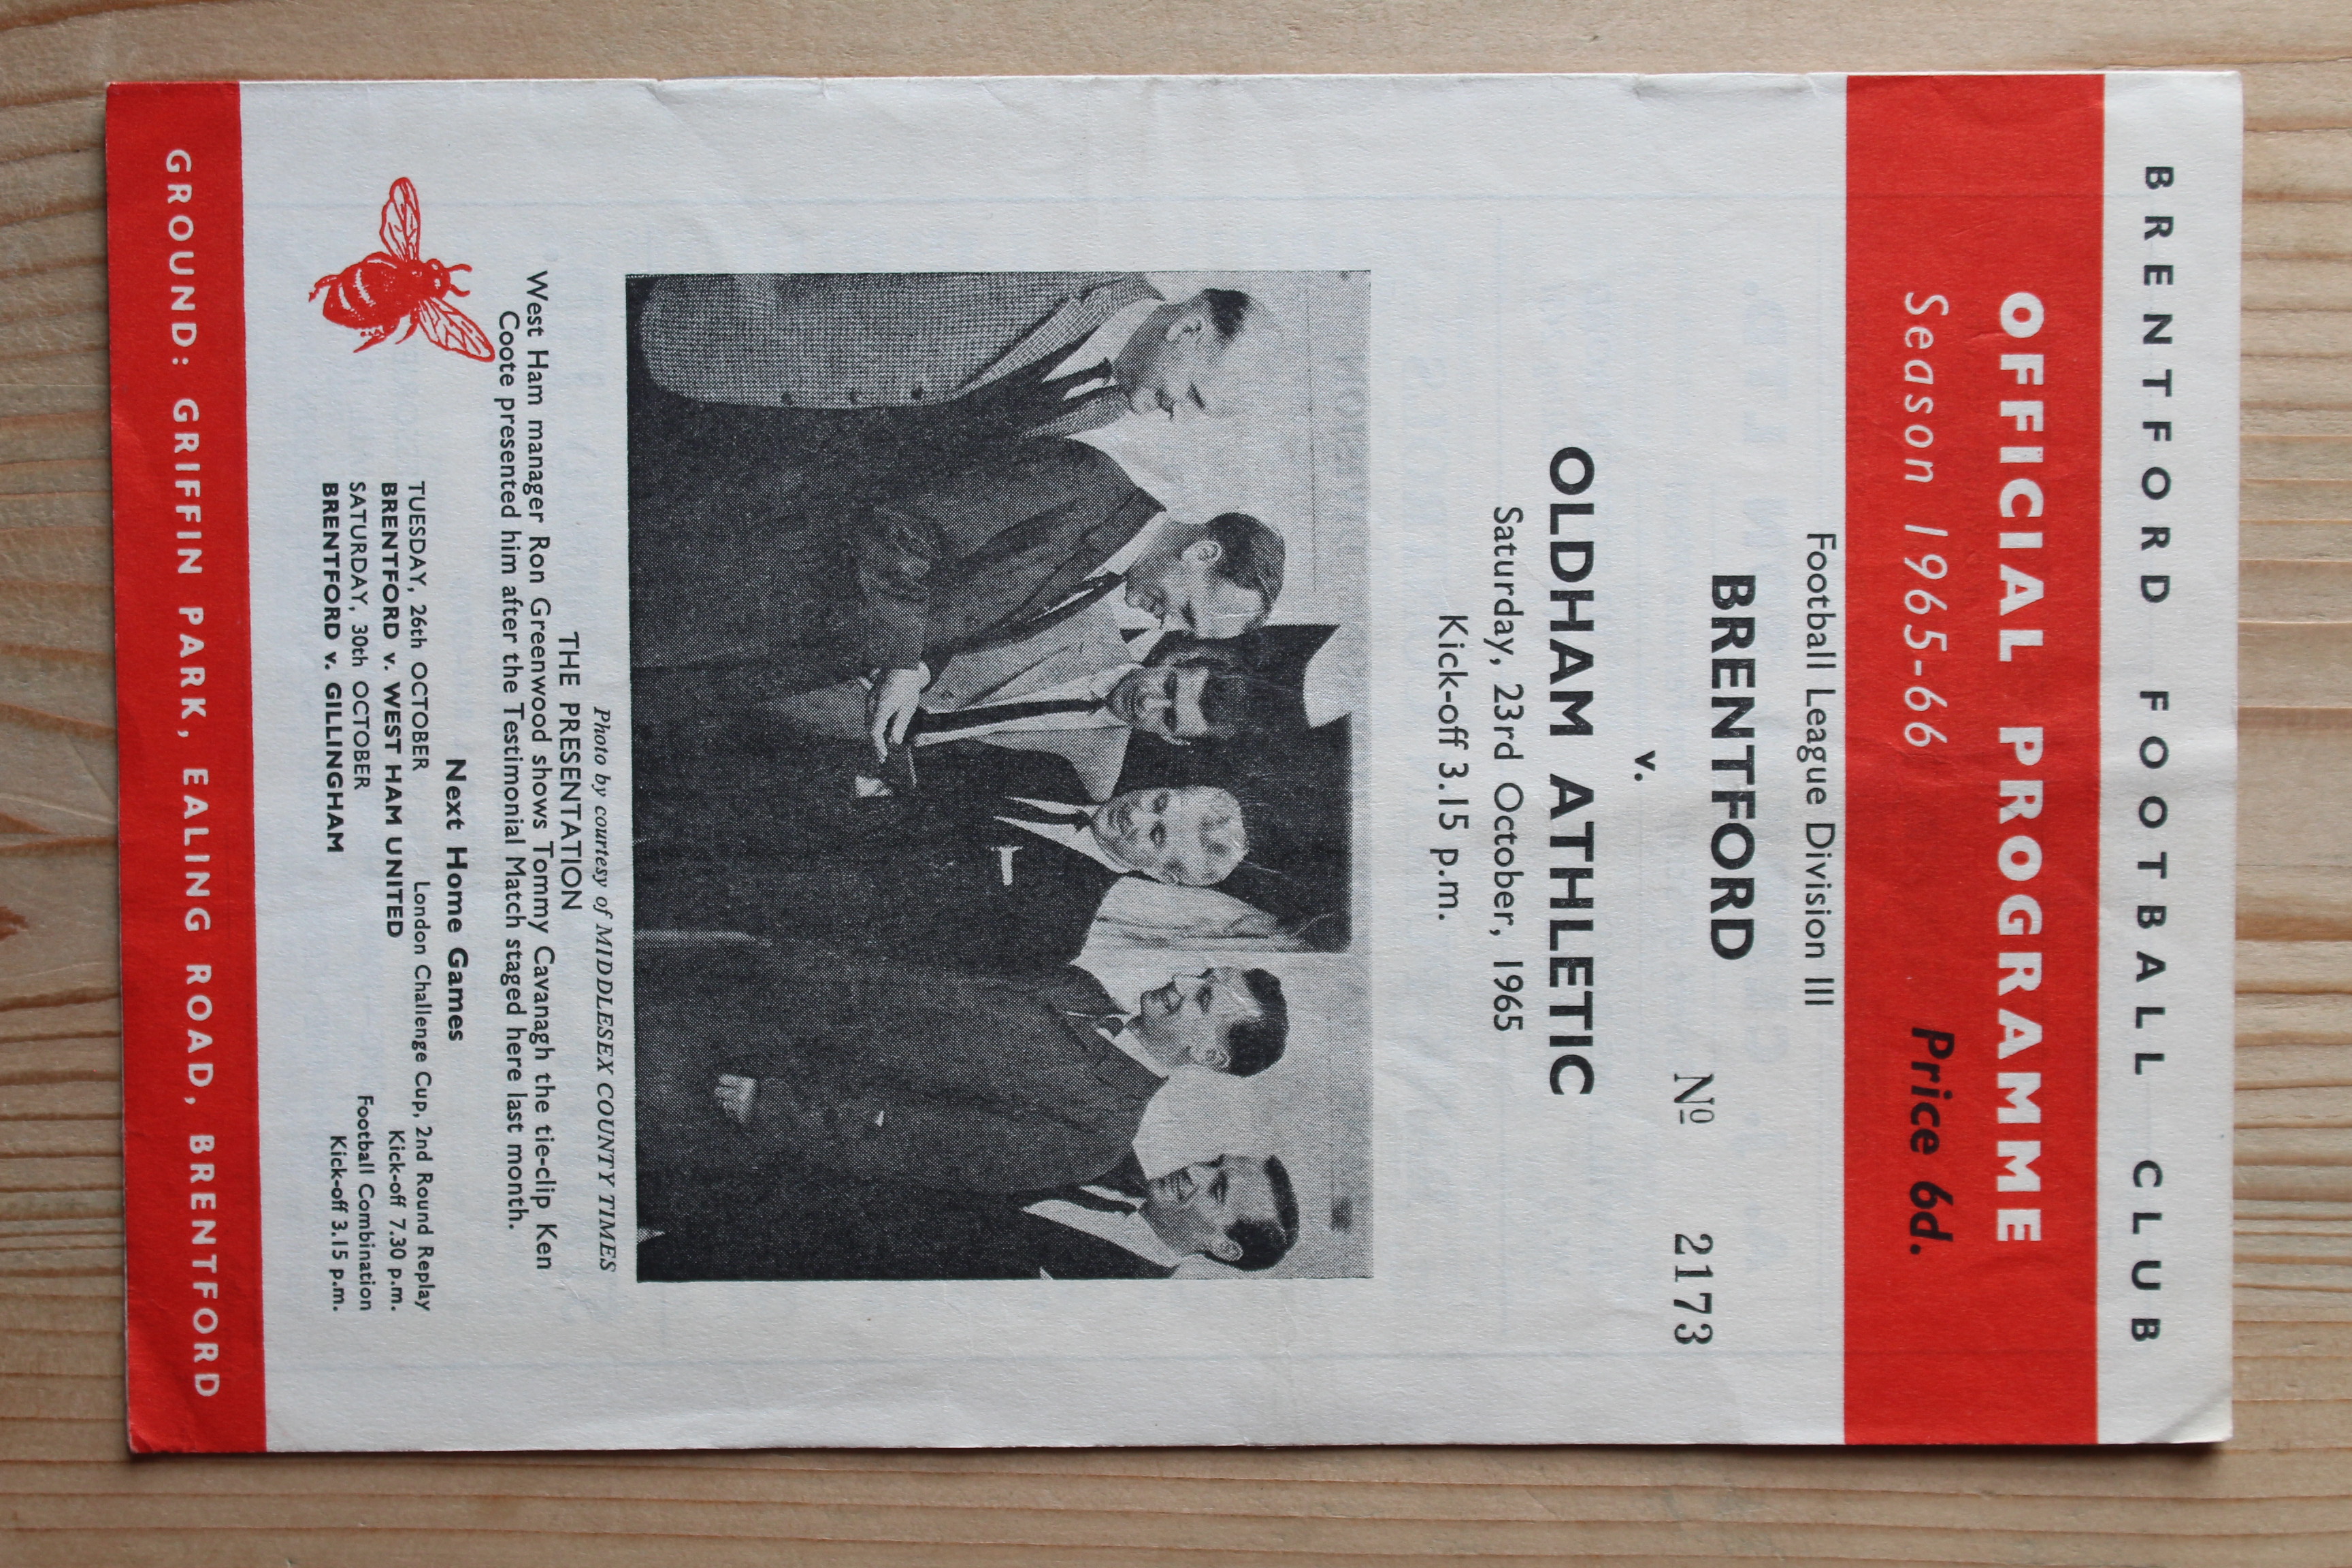 BRENTFORD FOOTBALL CLUB
OFFICIAL PROGRAMME
Season 1965-66 Price 6d.
Football League Division III
BRENTFORD
v. Nº 2173
OLDHAM ATHLETIC
Saturday, 23rd October, 1965
Kick-off 3.15 p.m.
Photo by courtesy of MIDDLESEX COUNTY TIMES
THE PRESENTATION
West Ham manager Ron Greenwood shows Tommy Cavanagh the tie-clip Ken
Coote presented him after the Testimonial Match staged here last month.
Next Home Games
TUESDAY, 26th OCTOBER London Challenge Cup, 2nd Round Replay
BRENTFORD v. WEST HAM UNITED Kick-off 7.30 p.m.
SATURDAY, 30th OCTOBER Football Combination
BRENTFORD v. GILLINGHAM Kick-off 3.15 p.m.
GROUND: GRIFFIN PARK, EALING ROAD, BRENTFORD